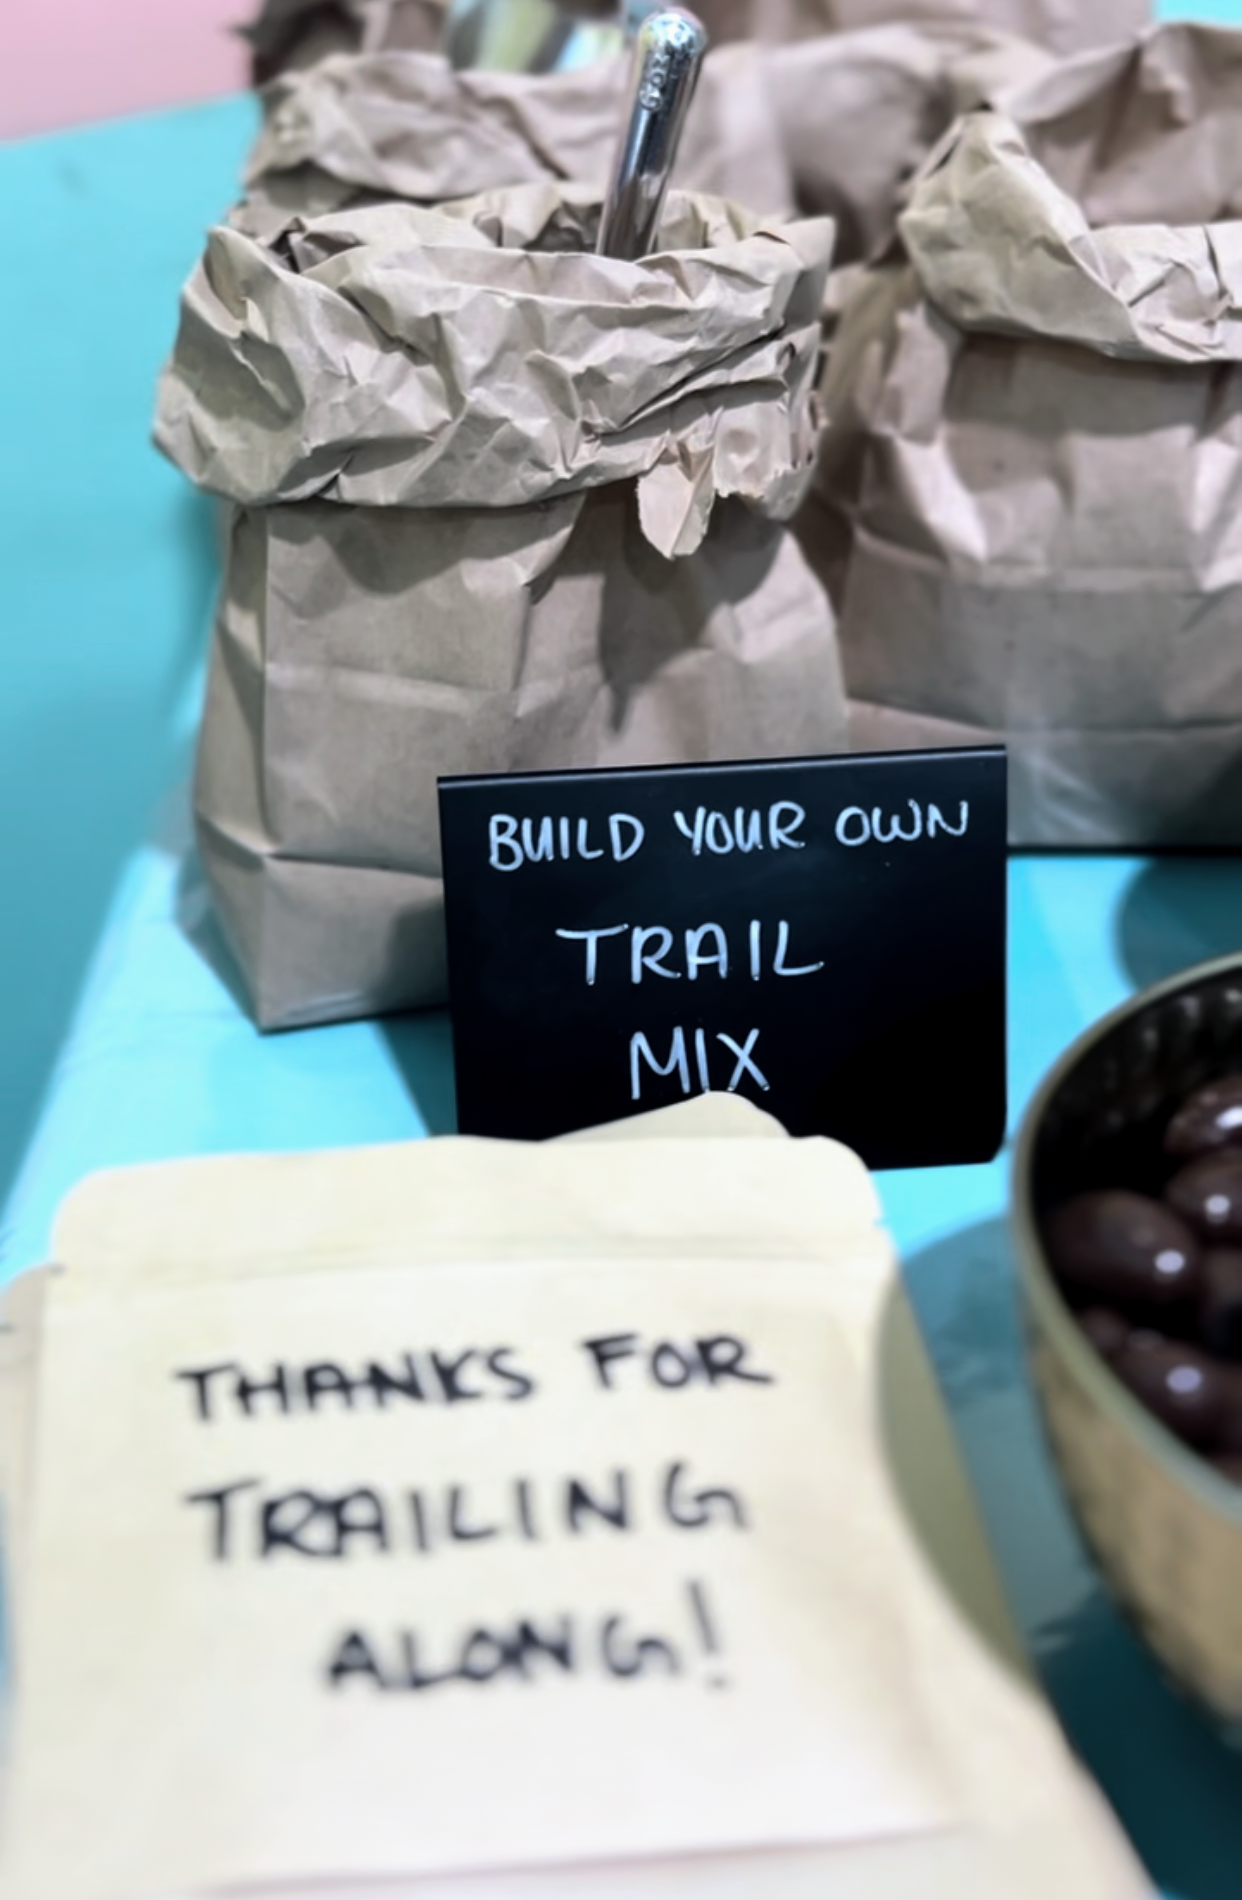 BUILD YOUR OWN
TRAIL
MIX
THANKS FOR
TRAILING
ALONG!